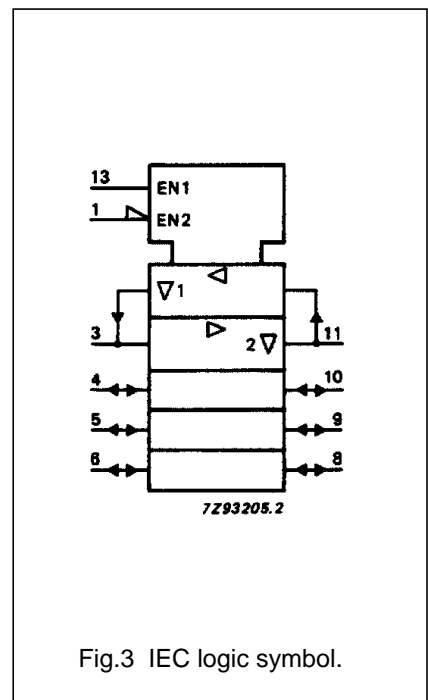 13 EN1
1 EN2
▽ 1
3 2 ▽ 11
4 10
5 9
6 8
7Z93205.2
Fig.3 IEC logic symbol.